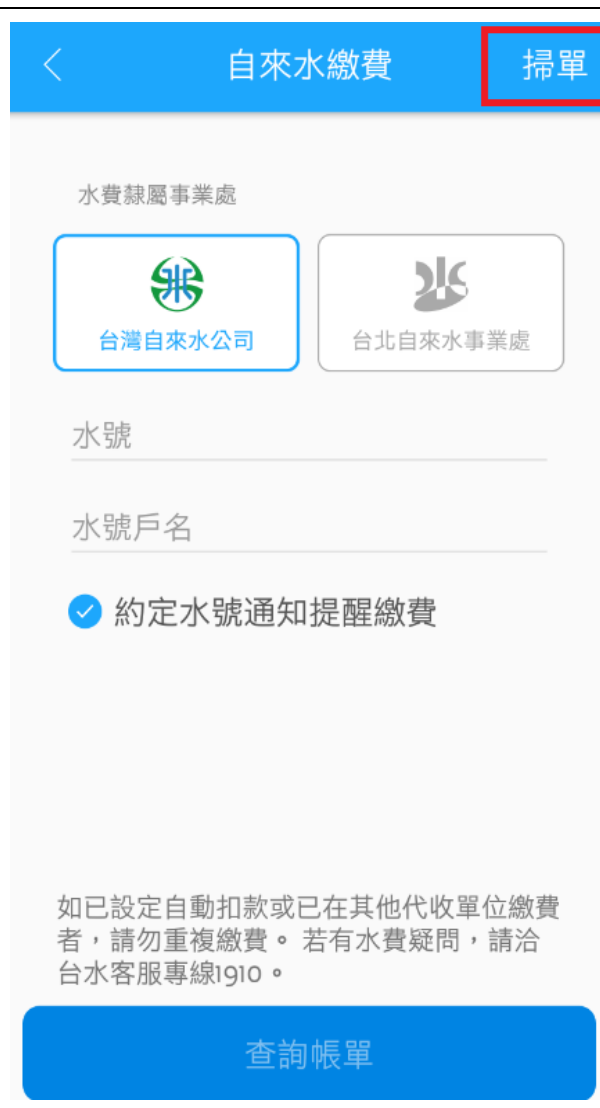 自來水繳費
掃單
水費隸屬事業處
台灣自來水公司
台北自來水事業處
水號
水號戶名
約定水號通知提醒繳費
如已設定自動扣款或已在其他代收單位繳費
者，請勿重複繳費。 若有水費疑問，請洽
台水客服專線1910。
查詢帳單